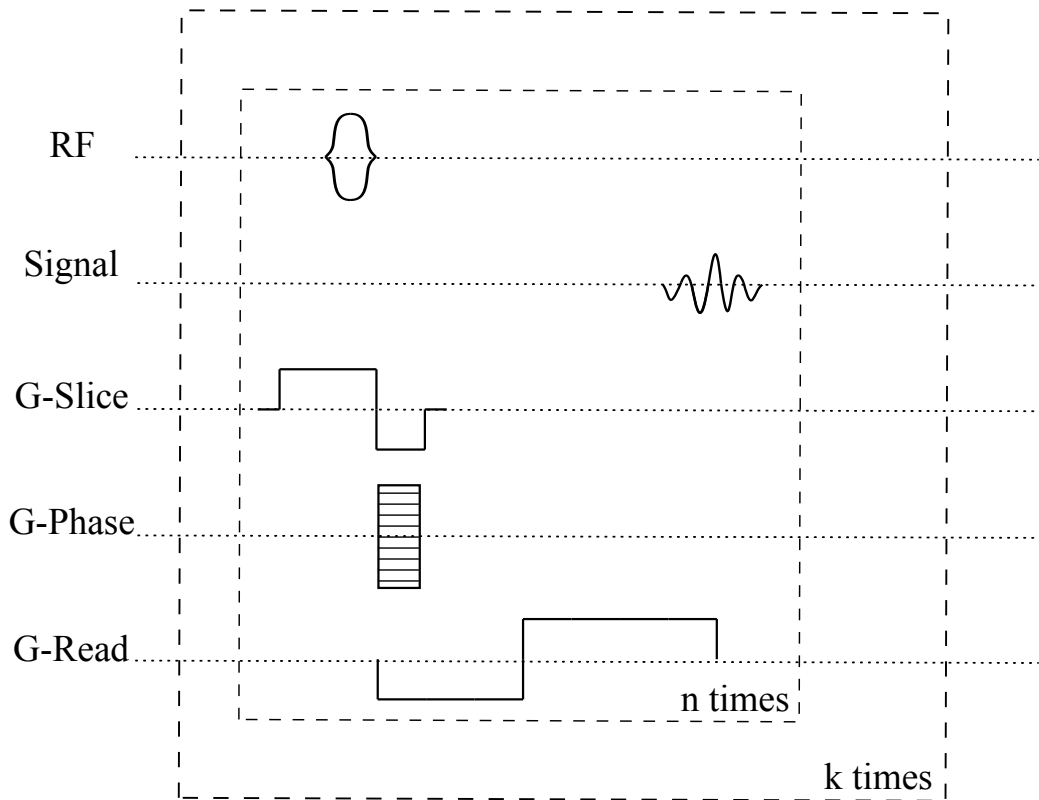 RF
Signal
G-Slice
G-Phase
G-Read
n times
k times